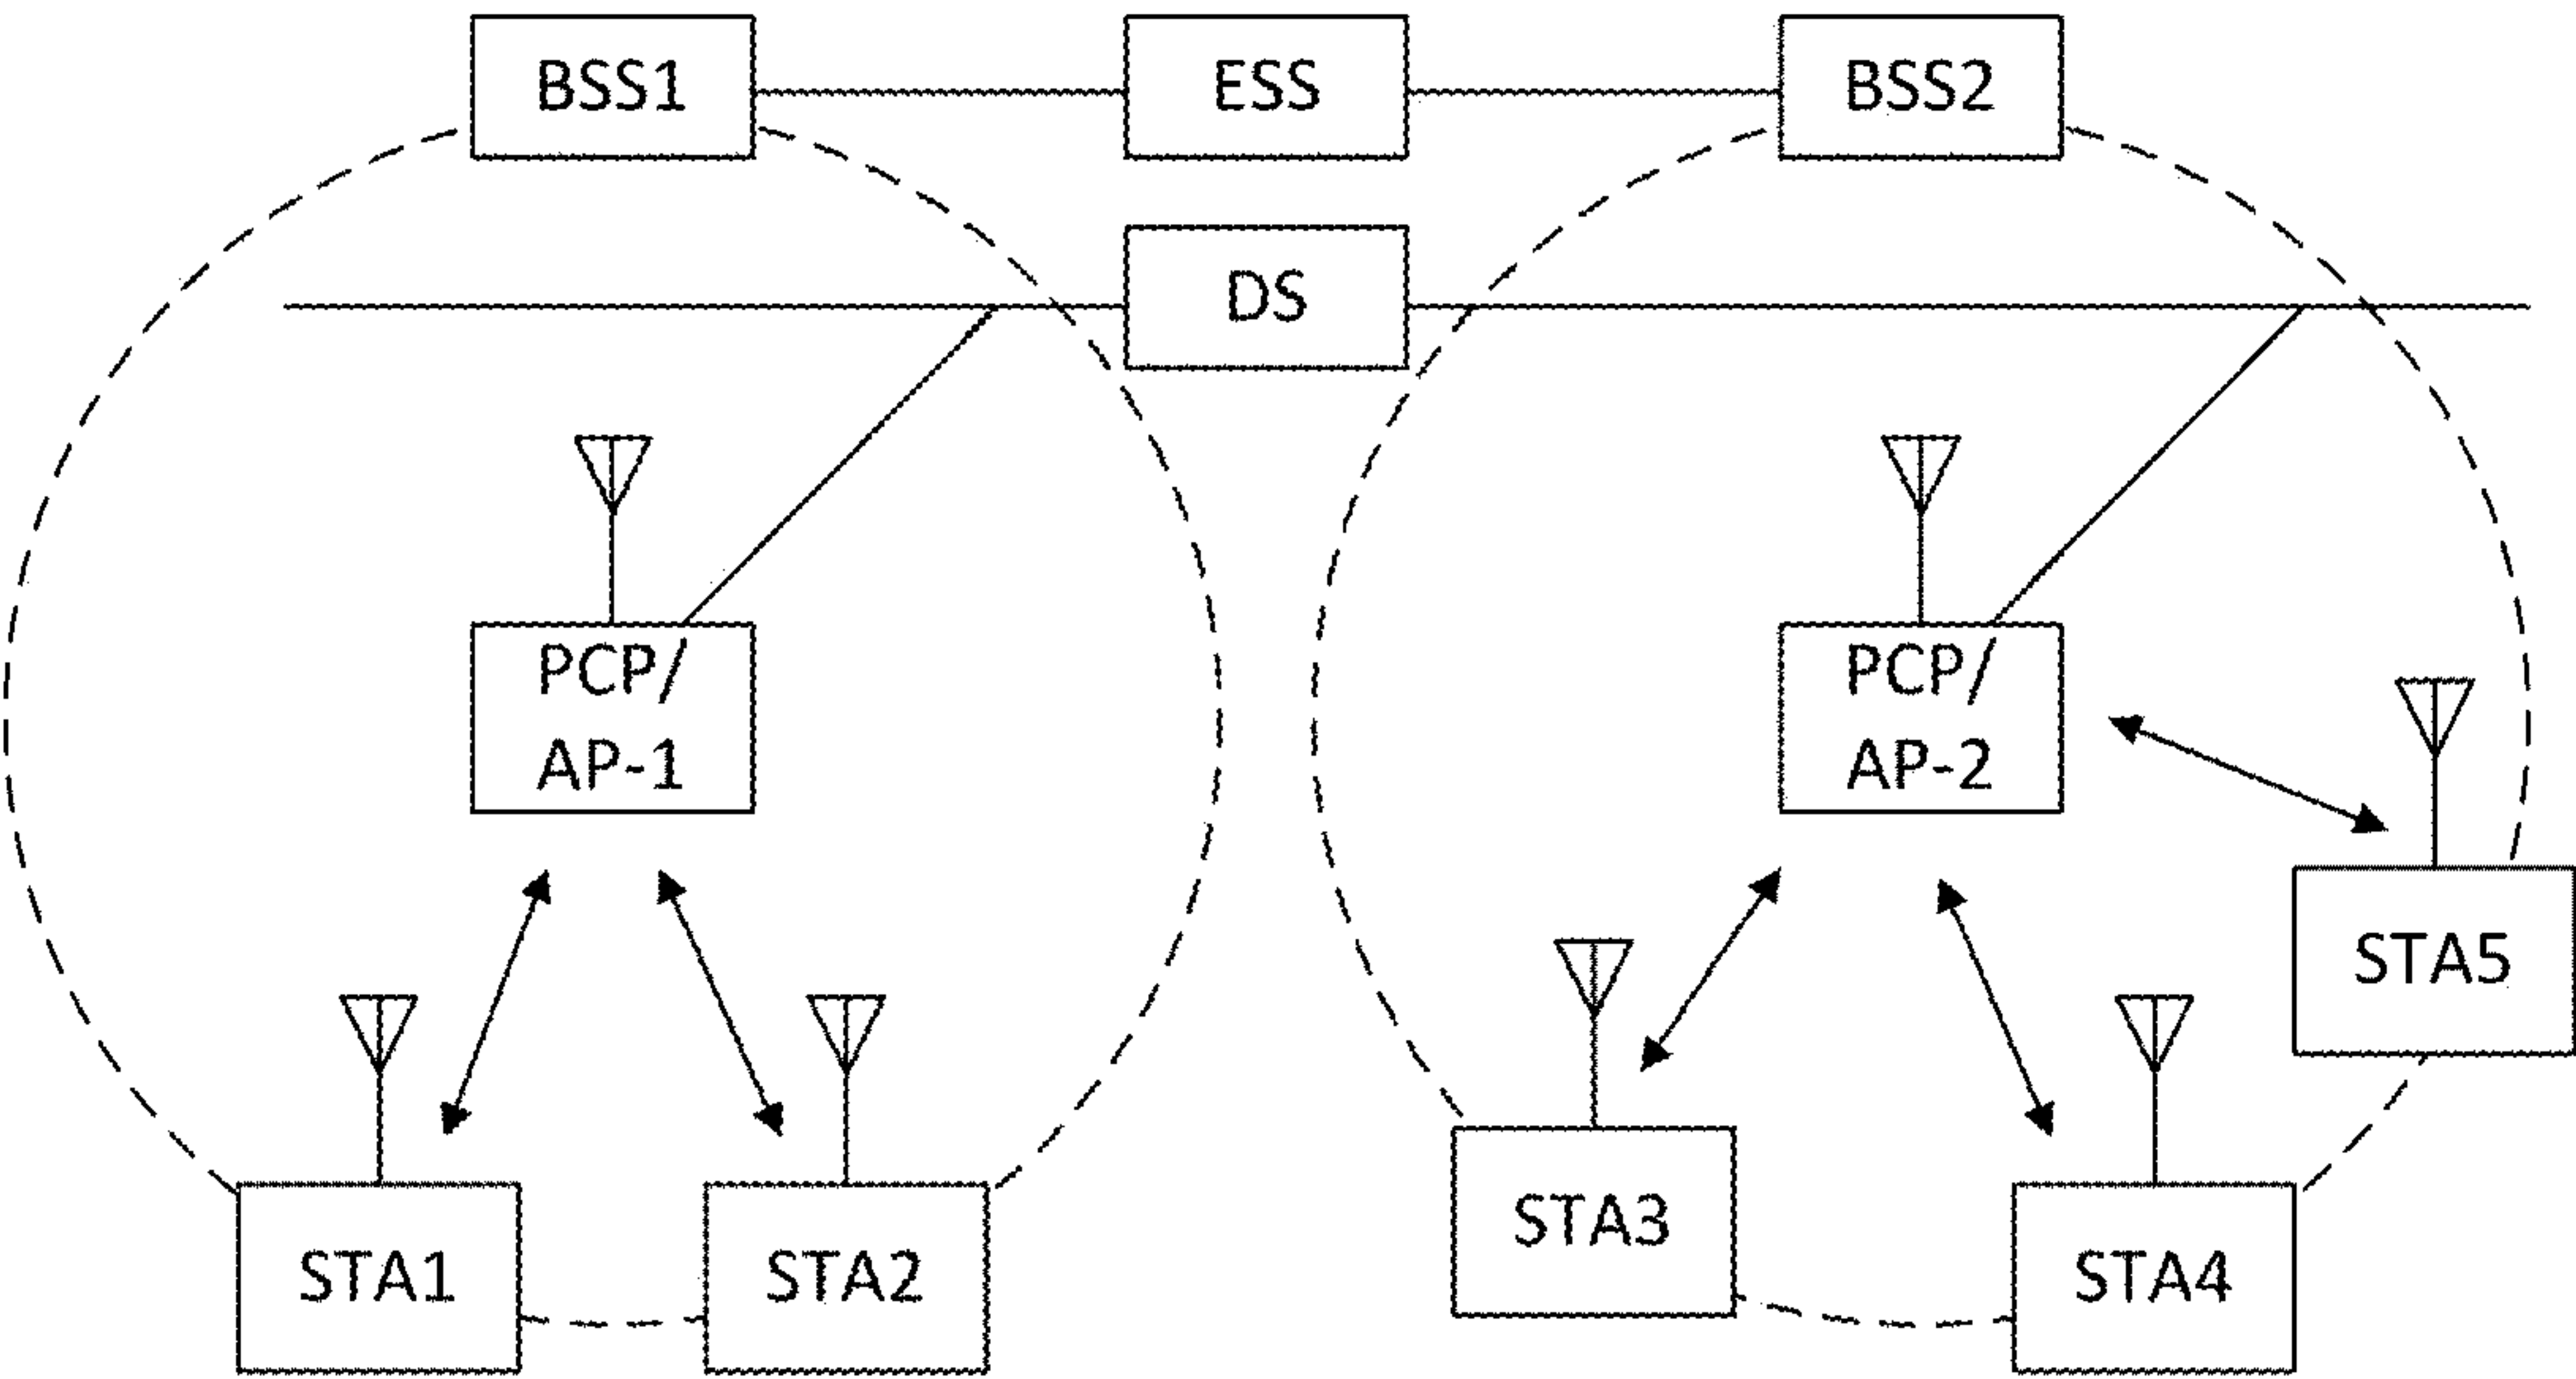 BSS1
ESS
BSS2
DS
PCP/
AP-1
PCP/
AP-2
STA5
STA3
STA1
STA2
STA4